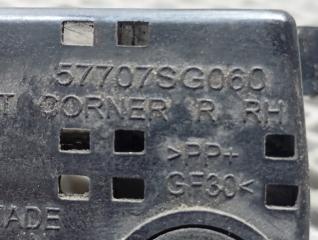 57707SG060
CORNER R RH
>PP+
GF30<